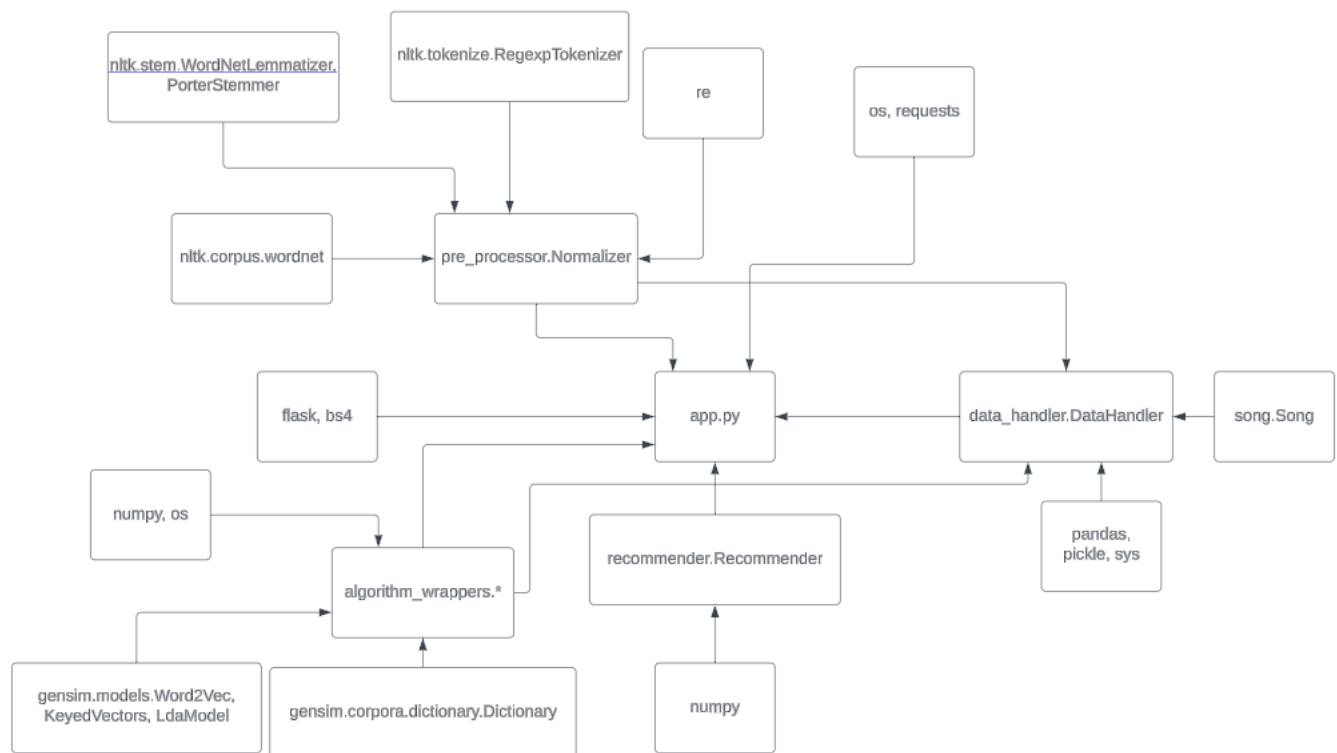 nltk.stem.WordNetLemmatizer,
PorterStemmer
nltk.tokenize.RegexpTokenizer
re
os, requests
nltk.corpus.wordnet
pre_processor.Normalizer
flask, bs4
app.py
data_handler.DataHandler
song.Song
numpy, os
algorithm_wrappers.*
recommender.Recommender
pandas,
pickle, sys
gensim.models.Word2Vec,
KeyedVectors, LdaModel
gensim.corpora.dictionary.Dictionary
numpy